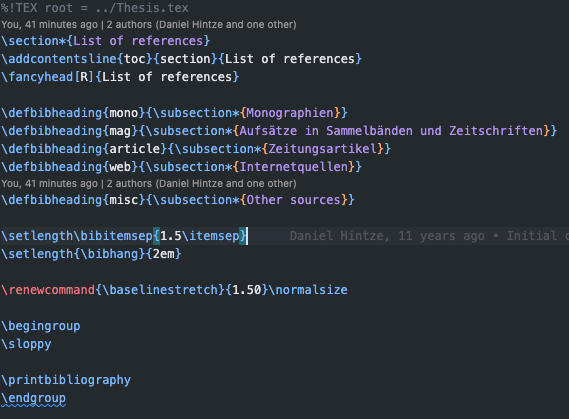 %!TEX root = ../Thesis.tex
You, 41 minutes ago | 2 authors (Daniel Hintze and one other)
\section*{List of references}
\addcontentsline{toc}{section}{List of references}
\fancyhead[R]{List of references}
\defbibheading{mono}{\subsection*{Monographien}}
\defbibheading{mag}{\subsection*{Aufsätze in Sammelbänden und Zeitschriften}}
\defbibheading{article}{\subsection*{Zeitungsartikel}}
\defbibheading{web}{\subsection*{Internetquellen}}
You, 41 minutes ago | 2 authors (Daniel Hintze and one other)
\defbibheading{misc}{\subsection*{Other sources}}
\setlength\bibitemsep{1.5\itemsep} Daniel Hintze, 11 years ago • Initial
\setlength{\bibhang}{2em}
\renewcommand{\baselinestretch}{1.50}\normalsize
\begingroup
\sloppy
\printbibliography
\endgroup